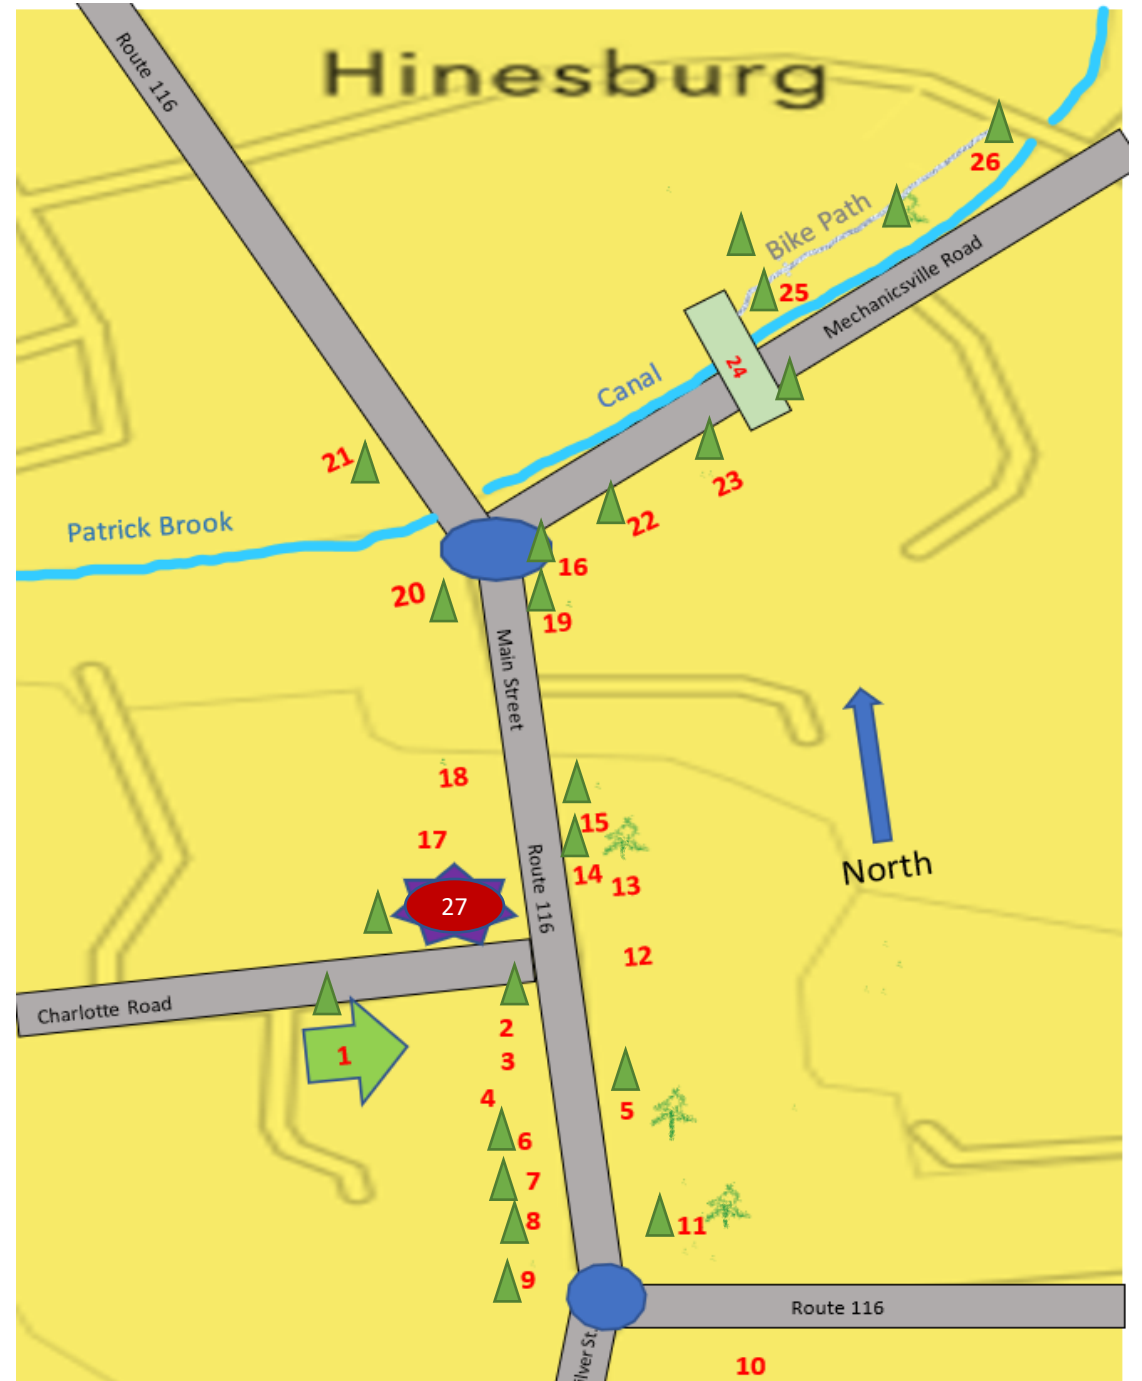 Route 116
Hinesburg
26
Bike Path
25
Mechanicsville Road
24
Canal
21
23
22
Patrick Brook
16
20
19
Main Street
18
15
17
14
13
Route 116
North
27
12
Charlotte Road
2
1
3
4
5
6
7
8
11
9
Route 116
ilver St.
10